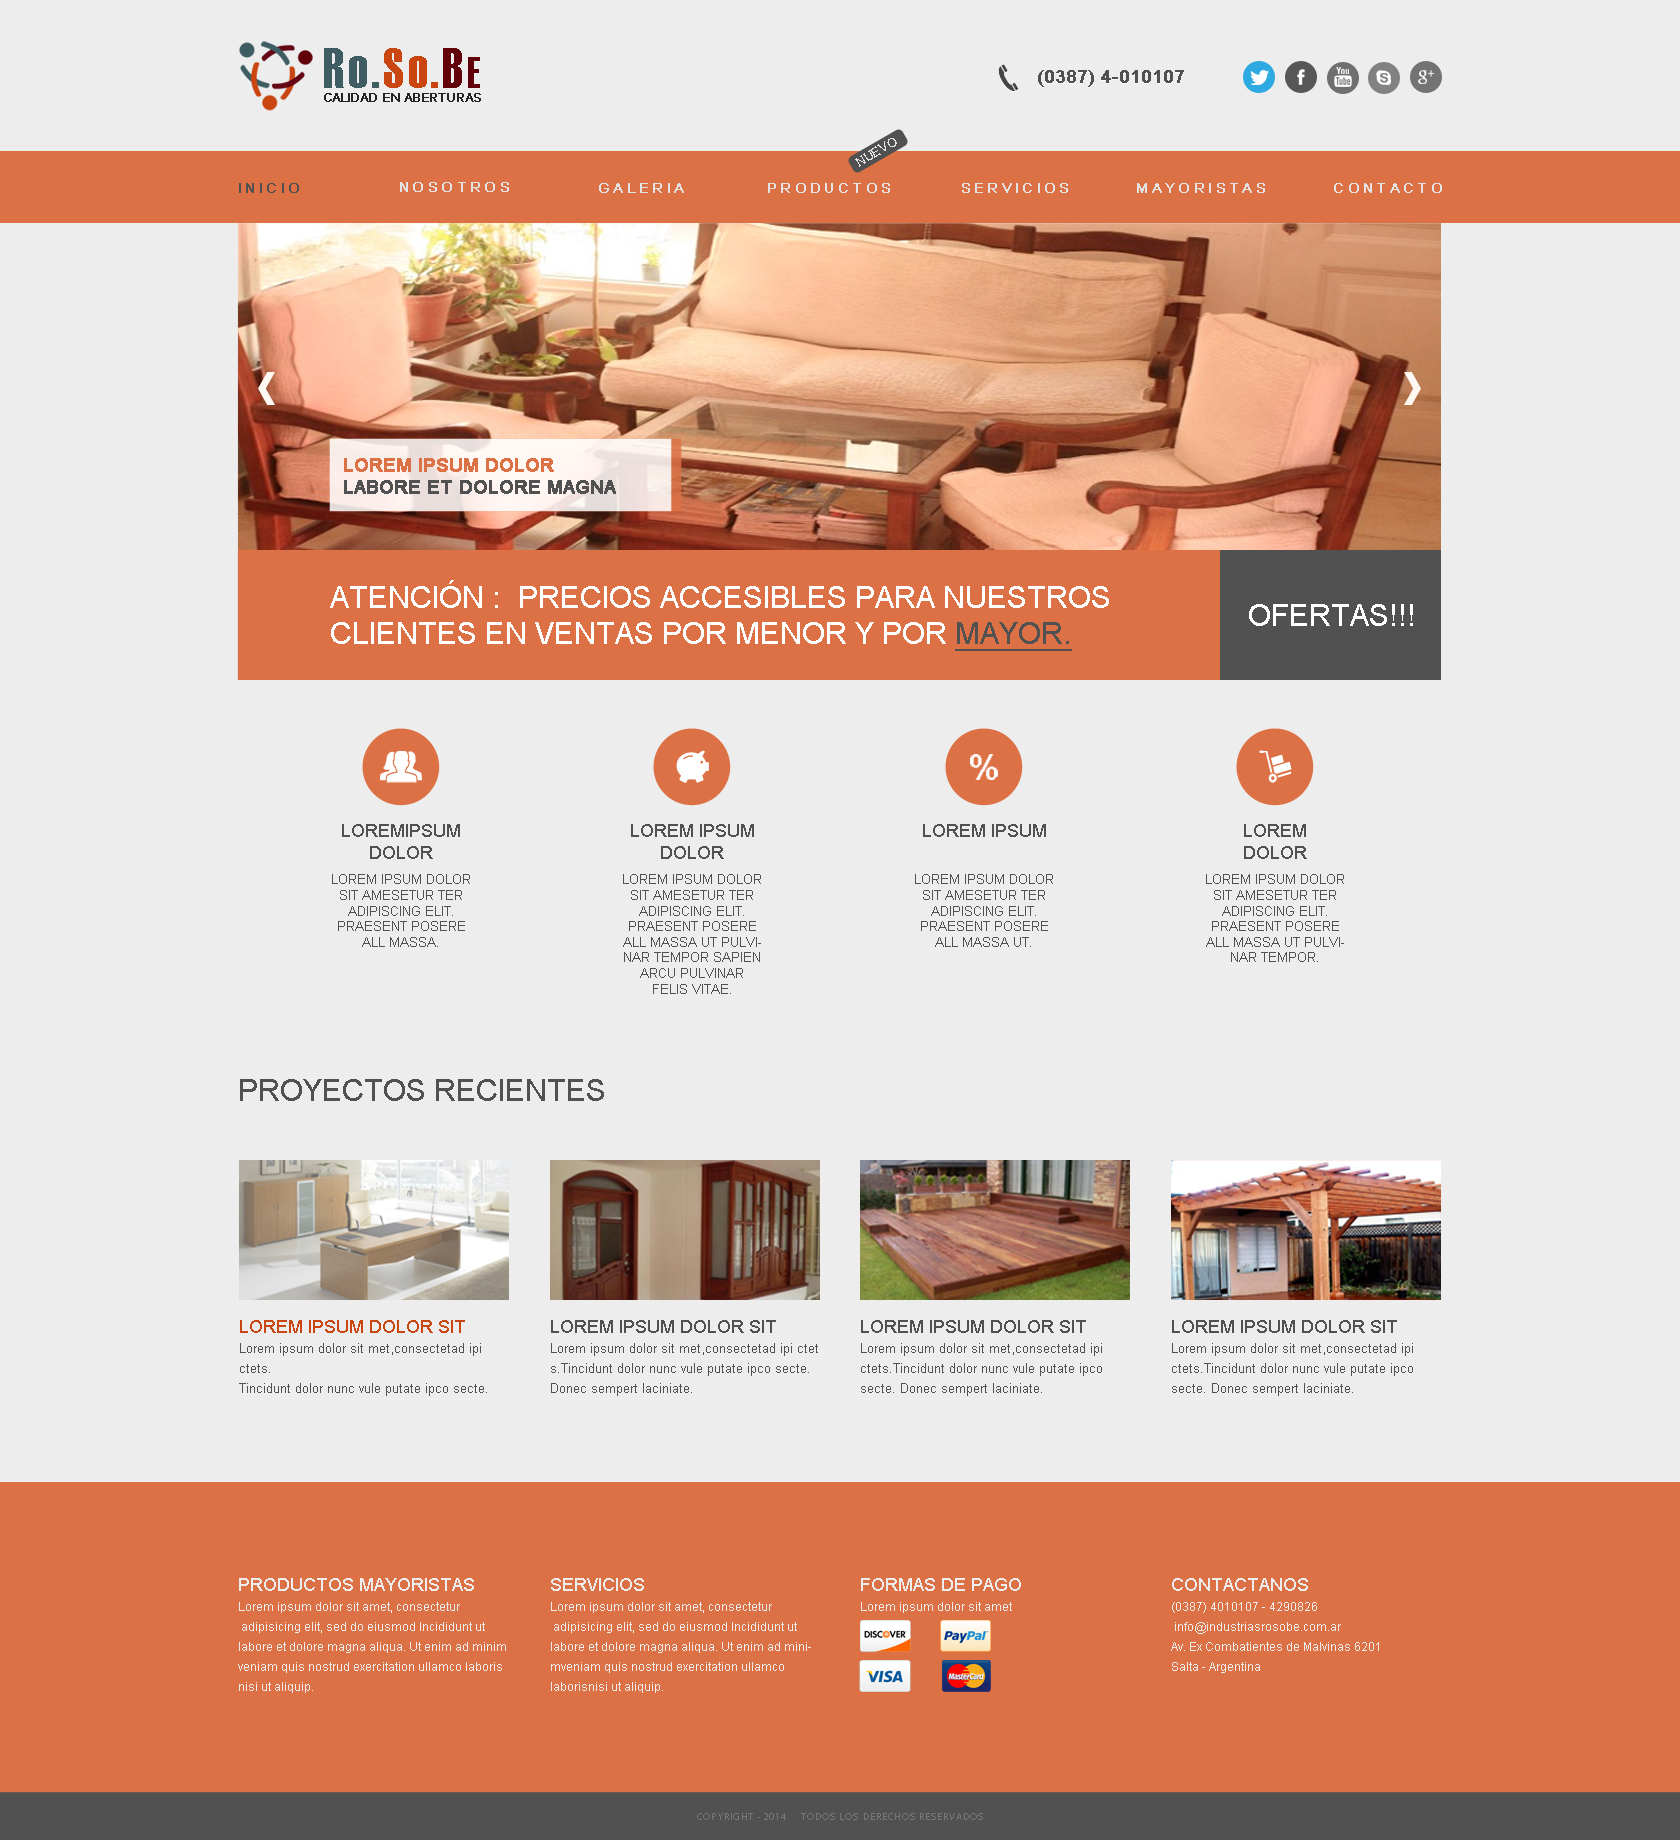 Ro.So.Be
CALIDAD EN ABERTURAS
(0387) 4-010107
f
You
Tube
S
g+
NUEVO
INICIO
NOSOTROS
GALERIA
PRODUCTOS
SERVICIOS
MAYORISTAS
CONTACTO
LOREM IPSUM DOLOR
LABORE ET DOLORE MAGNA
ATENCIÓN : PRECIOS ACCESIBLES PARA NUESTROS
CLIENTES EN VENTAS POR MENOR Y POR MAYOR.
OFERTAS!!!
LOREMIPSUM
DOLOR
LOREM IPSUM DOLOR
SIT AMESETUR TER
ADIPISCING ELIT.
PRAESENT POSERE
ALL MASSA.
LOREM IPSUM
DOLOR
LOREM IPSUM DOLOR
SIT AMESETUR TER
ADIPISCING ELIT.
PRAESENT POSERE
ALL MASSA UT PULVI-
NAR TEMPOR SAPIEN
ARCU PULVINAR
FELIS VITAE.
%
LOREM IPSUM
LOREM IPSUM DOLOR
SIT AMESETUR TER
ADIPISCING ELIT.
PRAESENT POSERE
ALL MASSA UT.
LOREM
DOLOR
LOREM IPSUM DOLOR
SIT AMESETUR TER
ADIPISCING ELIT.
PRAESENT POSERE
ALL MASSA UT PULVI-
NAR TEMPOR.
PROYECTOS RECIENTES
LOREM IPSUM DOLOR SIT
Lorem ipsum dolor sit met,consectetad ipi
ctets.
Tincidunt dolor nunc vule putate ipco secte.
LOREM IPSUM DOLOR SIT
Lorem ipsum dolor sit met,consectetad ipi ctet
s.Tincidunt dolor nunc vule putate ipco secte.
Donec sempert laciniate.
LOREM IPSUM DOLOR SIT
Lorem ipsum dolor sit met,consectetad ipi
ctets.Tincidunt dolor nunc vule putate ipco
secte. Donec sempert laciniate.
LOREM IPSUM DOLOR SIT
Lorem ipsum dolor sit met,consectetad ipi
ctets.Tincidunt dolor nunc vule putate ipco
secte. Donec sempert laciniate.
PRODUCTOS MAYORISTAS
Lorem ipsum dolor sit amet, consectetur
adipisicing elit, sed do eiusmod Incididunt ut
labore et dolore magna aliqua. Ut enim ad minim
veniam quis nostrud exercitation ullamco laboris
nisi ut aliquip.
SERVICIOS
Lorem ipsum dolor sit amet, consectetur
adipisicing elit, sed do eiusmod Incididunt ut
labore et dolore magna aliqua. Ut enim ad mini-
mveniam quis nostrud exercitation ullamco
laborisnisi ut aliquip.
FORMAS DE PAGO
Lorem ipsum dolor sit amet
DISCOVER
PayPal
VISA
MasterCard
CONTACTANOS
(0387) 4010107 - 4290826
info@industriasrosobe.com.ar
Av. Ex Combatientes de Malvinas 6201
Salta - Argentina
COPYRIGHT - 2014 TODOS LOS DERECHOS RESERVADOS